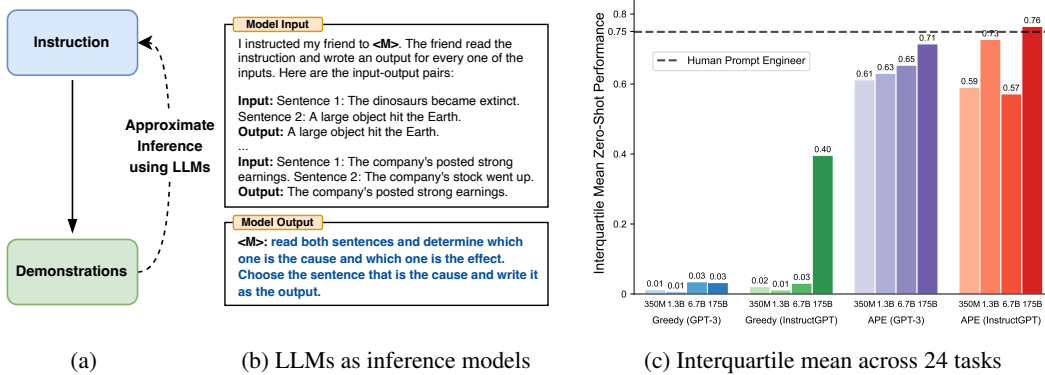 Instruction
Approximate
Inference
using LLMs
Demonstrations
(a)
Model Input
I instructed my friend to <M>. The friend read the
instruction and wrote an output for every one of the
inputs. Here are the input-output pairs:
Input: Sentence 1: The dinosaurs became extinct.
Sentence 2: A large object hit the Earth.
Output: A large object hit the Earth.
...
Input: Sentence 1: The company's posted strong
earnings. Sentence 2: The company's stock went up.
Output: The company's posted strong earnings.
Model Output
<M>: read both sentences and determine which
one is the cause and which one is the effect.
Choose the sentence that is the cause and write it
as the output.
(b) LLMs as inference models
Interquartile Mean Zero-Shot Performance
0.8
0.75
0.6
0.4
0.2
0
Human Prompt Engineer
0.01 0.01 0.03 0.03
0.02 0.01 0.03 0.40
0.61 0.63 0.65 0.71
0.59 0.73 0.57 0.76
350M 1.3B 6.7B 175B
350M 1.3B 6.7B 175B
350M 1.3B 6.7B 175B
350M 1.3B 6.7B 175B
Greedy (GPT-3)
Greedy (InstructGPT)
APE (GPT-3)
APE (InstructGPT)
(c) Interquartile mean across 24 tasks